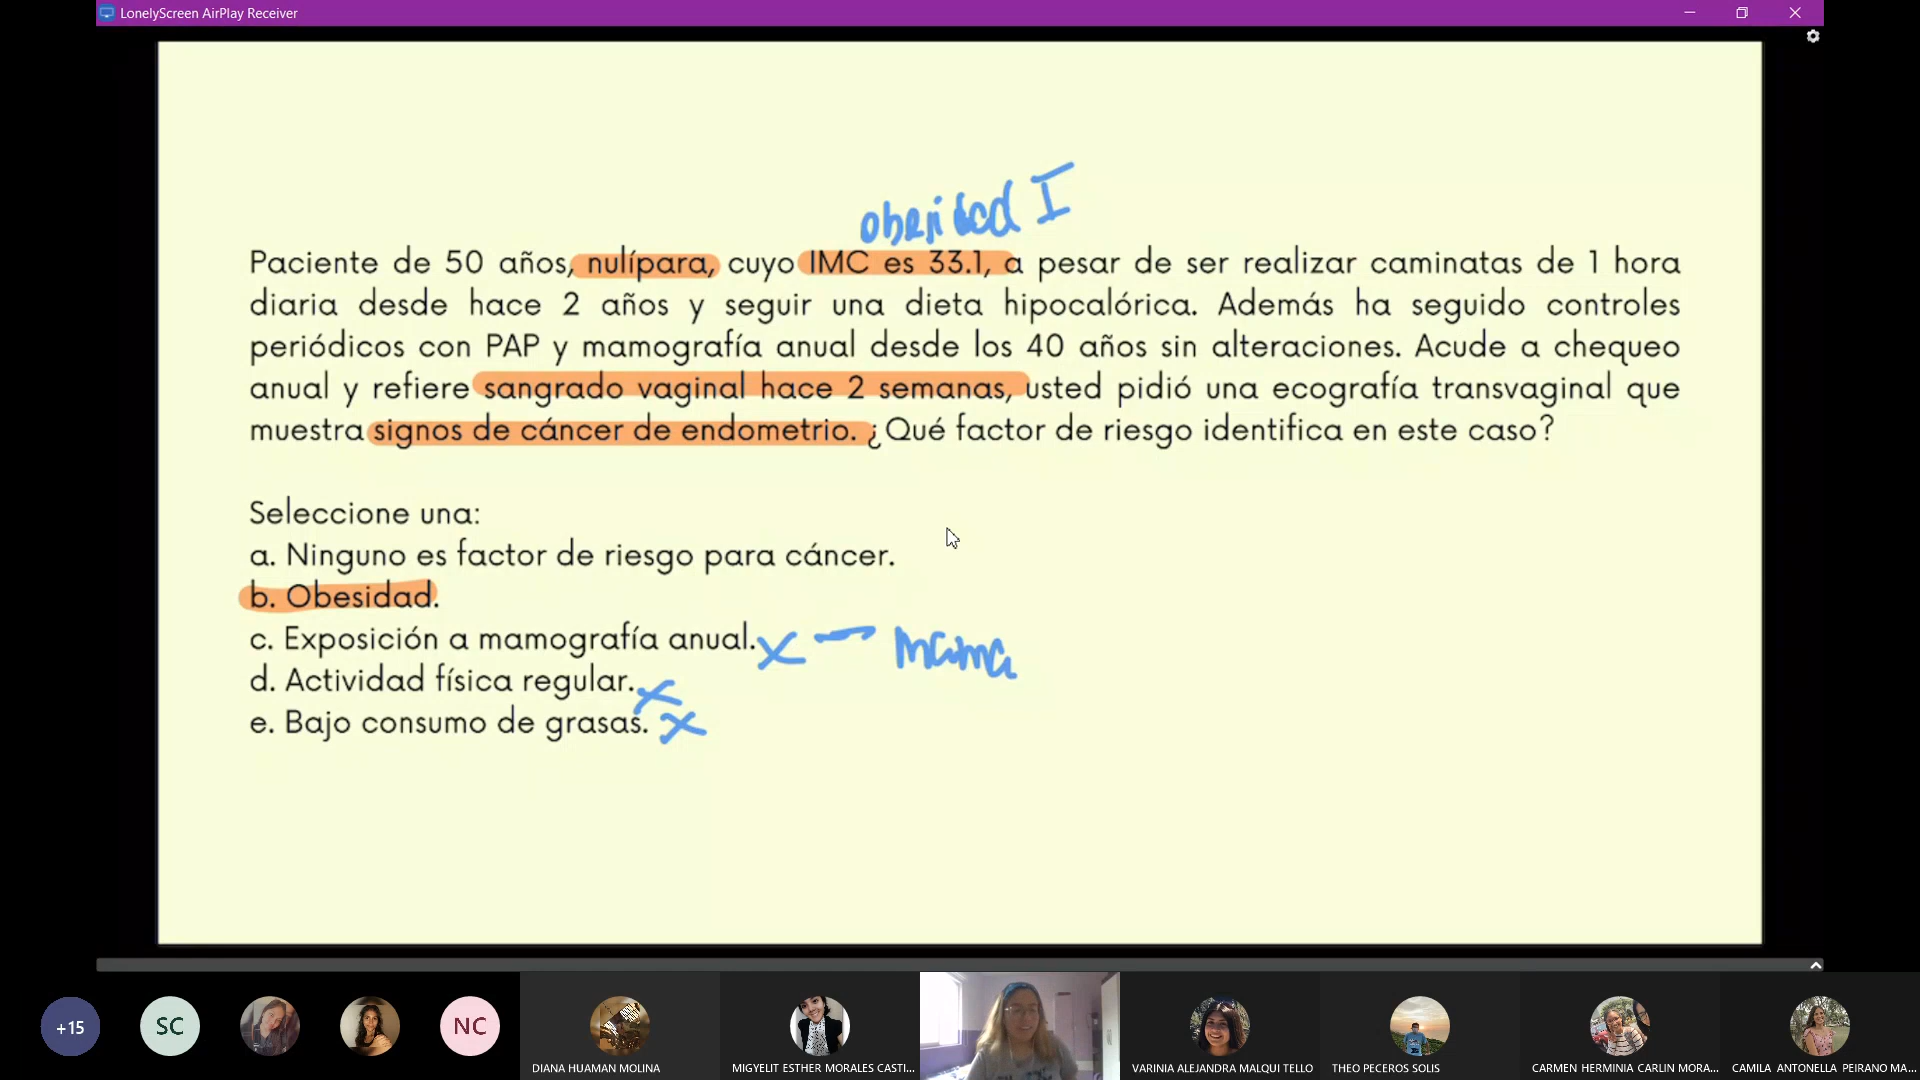 LonelyScreen AirPlay Receiver
obesidad I
Paciente de 50 años, nulípara, cuyo IMC es 33.1, a pesar de ser realizar caminatas de 1 hora
diaria desde hace 2 años y seguir una dieta hipocalórica. Además ha seguido controles
periódicos con PAP y mamografía anual desde los 40 años sin alteraciones. Acude a chequeo
anual y refiere sangrado vaginal hace 2 semanas, usted pidió una ecografía transvaginal que
muestra signos de cáncer de endometrio. ¿Qué factor de riesgo identifica en este caso?
Seleccione una:
a. Ninguno es factor de riesgo para cáncer.
b. Obesidad.
c. Exposición a mamografía anual. x — mama
d. Actividad física regular. x
e. Bajo consumo de grasas. x
+15
SC
NC
DIANA HUAMAN MOLINA
MIGYELIT ESTHER MORALES CASTI...
VARINIA ALEJANDRA MALQUI TELLO
THEO PECEROS SOLIS
CARMEN HERMINIA CARLIN MORA...
CAMILA ANTONELLA PEIRANO MA...